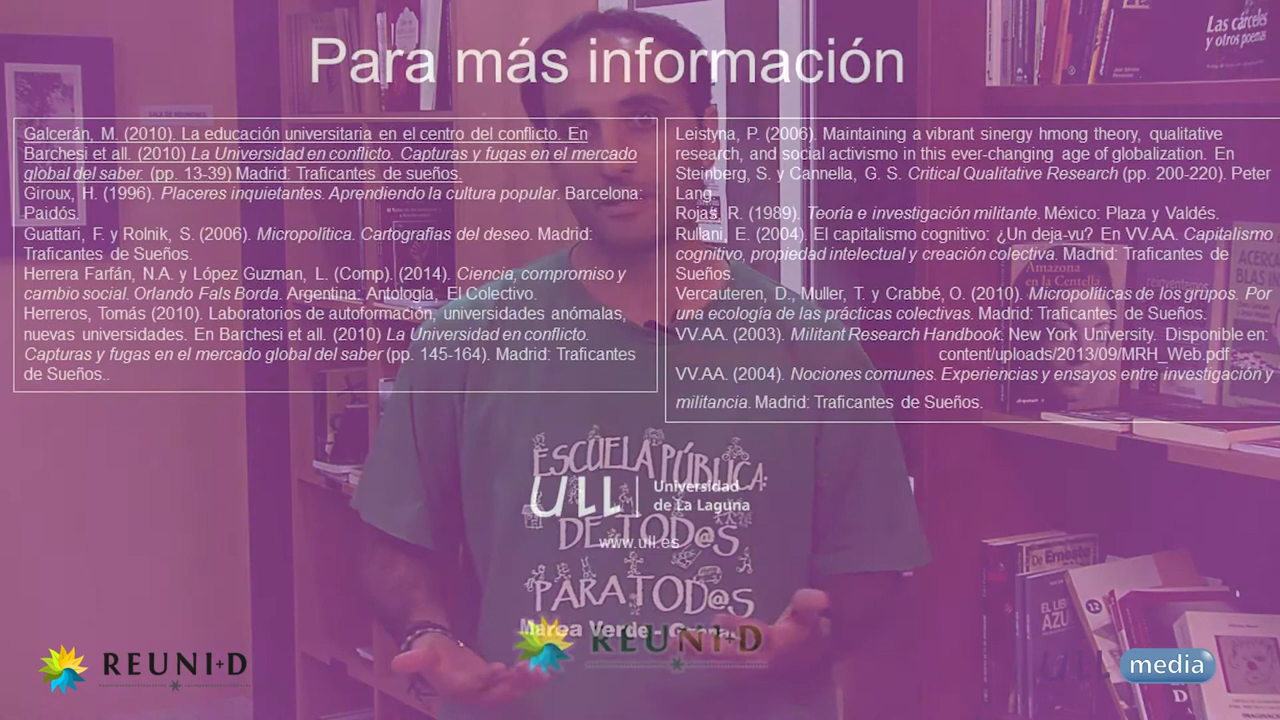 Para más información
Galcerán, M. (2010). La educación universitaria en el centro del conflicto. En
Barchesi et all. (2010) La Universidad en conflicto. Capturas y fugas en el mercado
global del saber. (pp. 13-39) Madrid: Traficantes de sueños.
Giroux, H. (1996). Placeres inquietantes. Aprendiendo la cultura popular. Barcelona:
Paidós.
Guattari, F. y Rolnik, S. (2006). Micropolítica. Cartografías del deseo. Madrid:
Traficantes de Sueños.
Herrera Farfán, N.A. y López Guzman, L. (Comp). (2014). Ciencia, compromiso y
cambio social. Orlando Fals Borda. Argentina: Antología, El Colectivo.
Herreros, Tomás (2010). Laboratorios de autoformación, universidades anómalas,
nuevas universidades. En Barchesi et all. (2010) La Universidad en conflicto.
Capturas y fugas en el mercado global del saber (pp. 145-164). Madrid: Traficantes
de Sueños..
Leistyna, P. (2006). Maintaining a vibrant sinergy hmong theory, qualitative
research, and social activismo in this ever-changing age of globalization. En
Steinberg, S. y Cannella, G. S. Critical Qualitative Research (pp. 200-220). Peter
Lang.
Rojas, R. (1989). Teoría e investigación militante. México: Plaza y Valdés.
Rullani, E. (2004). El capitalismo cognitivo: ¿Un deja-vu? En VV.AA. Capitalismo
cognitivo, propiedad intelectual y creación colectiva. Madrid: Traficantes de
Sueños.
Vercauteren, D., Muller, T. y Crabbé, O. (2010). Micropolíticas de los grupos. Por
una ecología de las prácticas colectivas. Madrid: Traficantes de Sueños.
VV.AA. (2003). Militant Research Handbook. New York University. Disponible en:
content/uploads/2013/09/MRH_Web.pdf
VV.AA. (2004). Nociones comunes. Experiencias y ensayos entre investigación y
militancia. Madrid: Traficantes de Sueños.
Las cárceles
y otros poemas
Amazona
en la Centella
ESCUELA PÚBLICA:
ULL Universidad
de La Laguna
DE TOD@S
www.ull.es
PARA TOD@S
Marea Verde -
REUNI+D
REUNI+D
De Ernesto
ull media